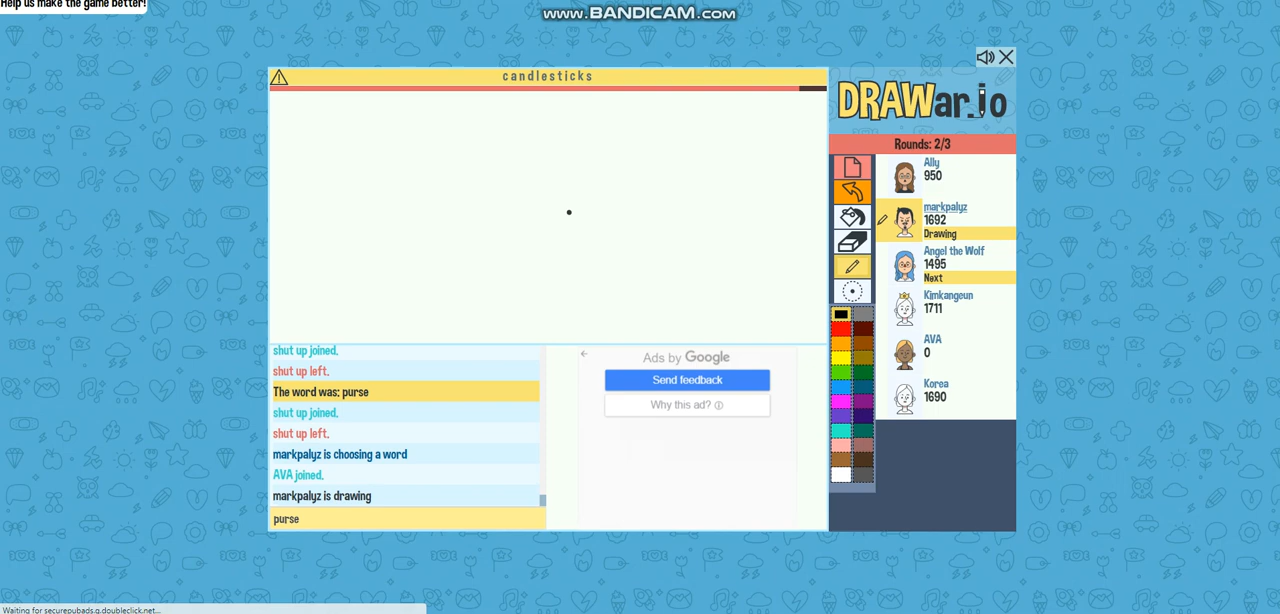 Help us make the game better!
www.BANDICAM.com
candlesticks
DRAWar.io
Rounds: 2/3
Ally
950
markpalyz
1692
Drawing
Angel the Wolf
1495
Next
Kimkangeun
1711
AVA
0
Korea
1690
shut up joined.
shut up left.
The word was: purse
shut up joined.
shut up left.
markpalyz is choosing a word
AVA joined.
markpalyz is drawing
purse
Ads by Google
Send feedback
Why this ad?
Waiting for securepubads.g.doubleclick.net...